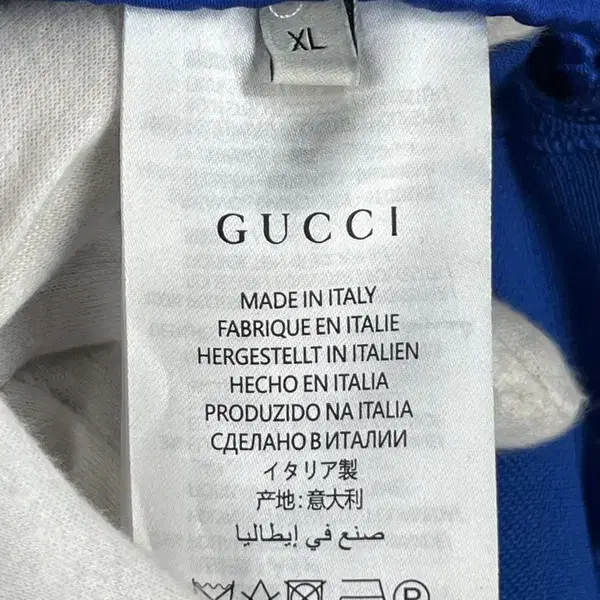 XL
GUCCI
MADE IN ITALY
FABRIQUE EN ITALIE
HERGESTELLT IN ITALIEN
HECHO EN ITALIA
PRODUZIDO NA ITALIA
СДЕЛАНО В ИТАЛИИ
イタリア製
产地: 意大利
صنع في إيطاليا
P